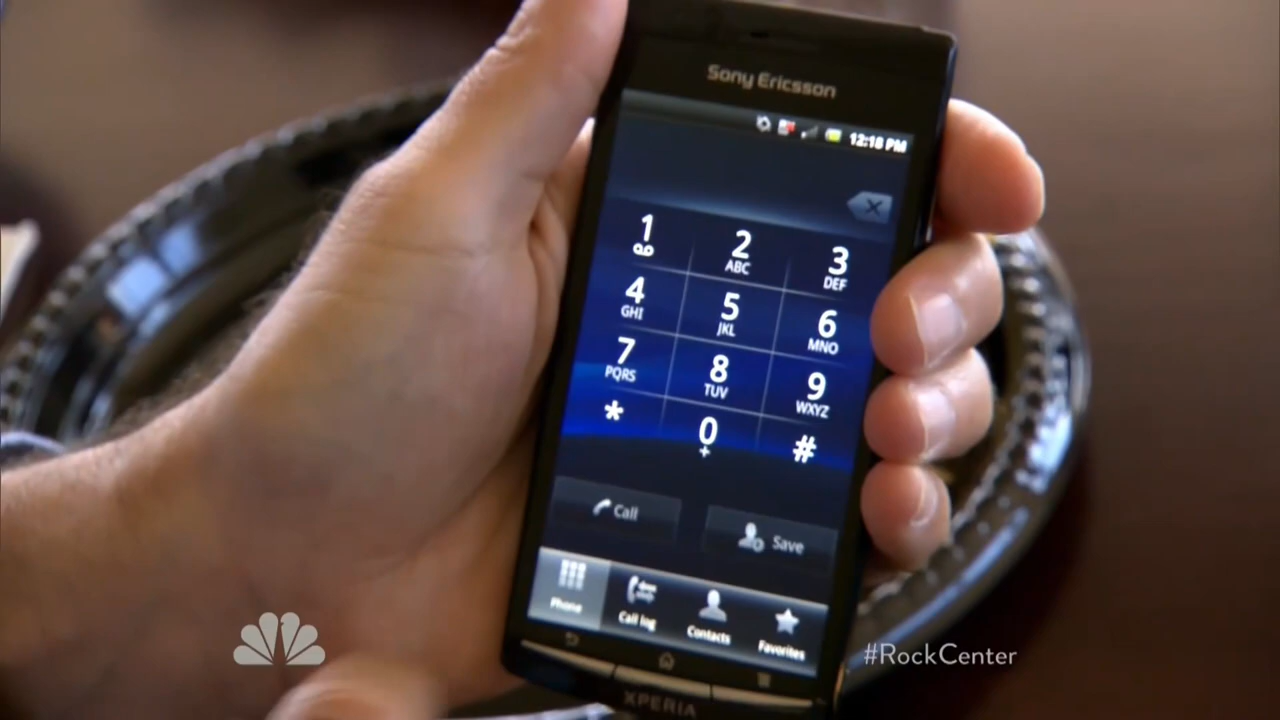 Sony Ericsson
12:18 PM
1 2 3
ABC DEF
4 5 6
GHI JKL MNO
7 8 9
PQRS TUV WXYZ
* 0 #
+
Call Save
Phone Call log Contacts Favorites
XPERIA
#RockCenter